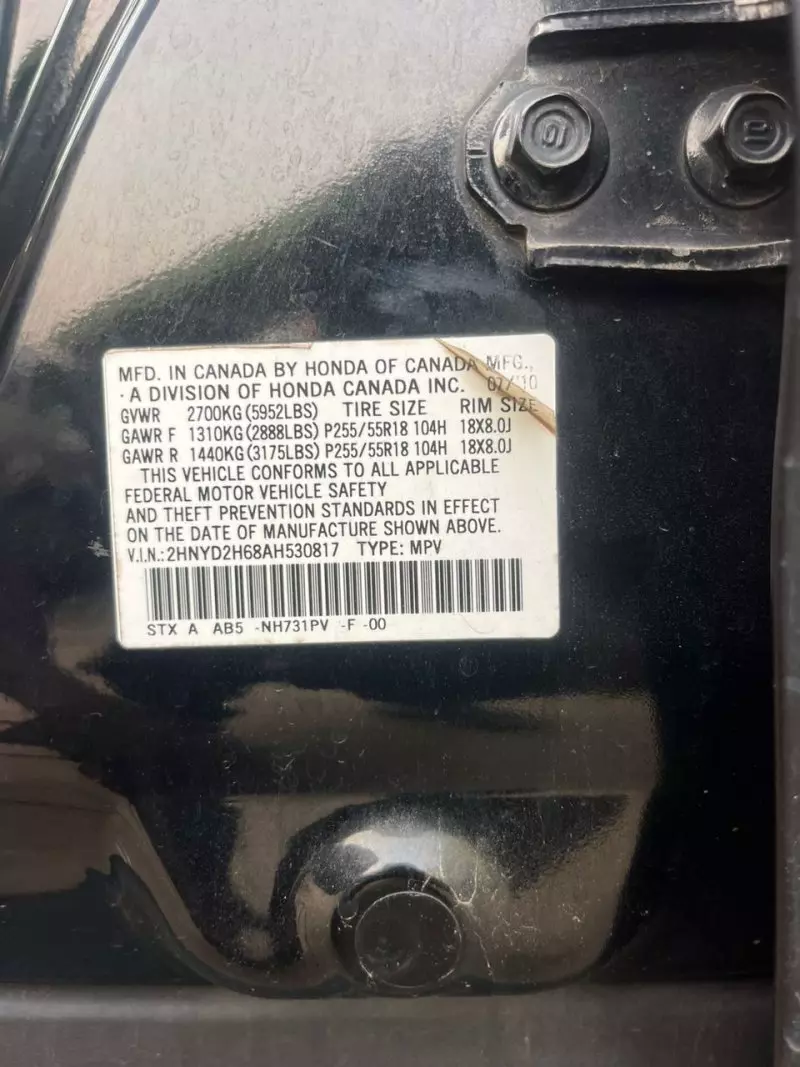 MFD. IN CANADA BY HONDA OF CANADA MFG.,
· A DIVISION OF HONDA CANADA INC. 07/'10
GVWR 2700KG (5952LBS) TIRE SIZE RIM SIZE
GAWR F 1310KG (2888LBS) P255/55R18 104H 18X8.0J
GAWR R 1440KG (3175LBS) P255/55R18 104H 18X8.0J
THIS VEHICLE CONFORMS TO ALL APPLICABLE
FEDERAL MOTOR VEHICLE SAFETY
AND THEFT PREVENTION STANDARDS IN EFFECT
ON THE DATE OF MANUFACTURE SHOWN ABOVE.
V.I.N.: 2HNYD2H68AH530817 TYPE: MPV
STX A AB5 -NH731PV -F -00